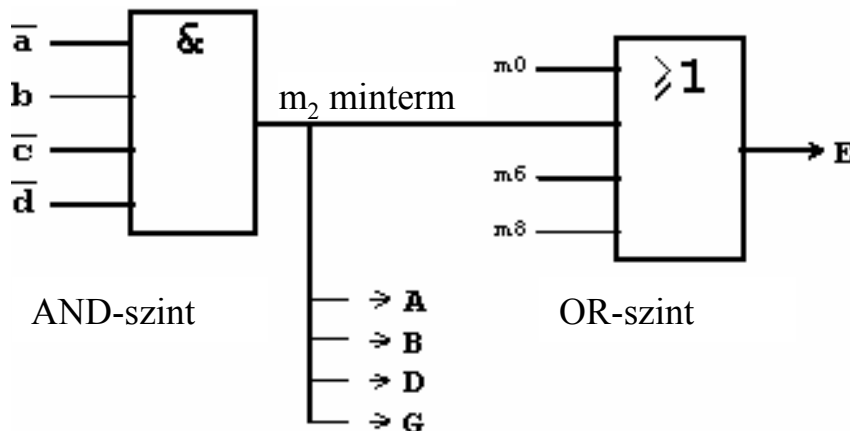 a̅
b
c̅
d̅
&
m₂ minterm
m0
m6
m8
⩾1
E
A
B
D
G
AND-szint
OR-szint